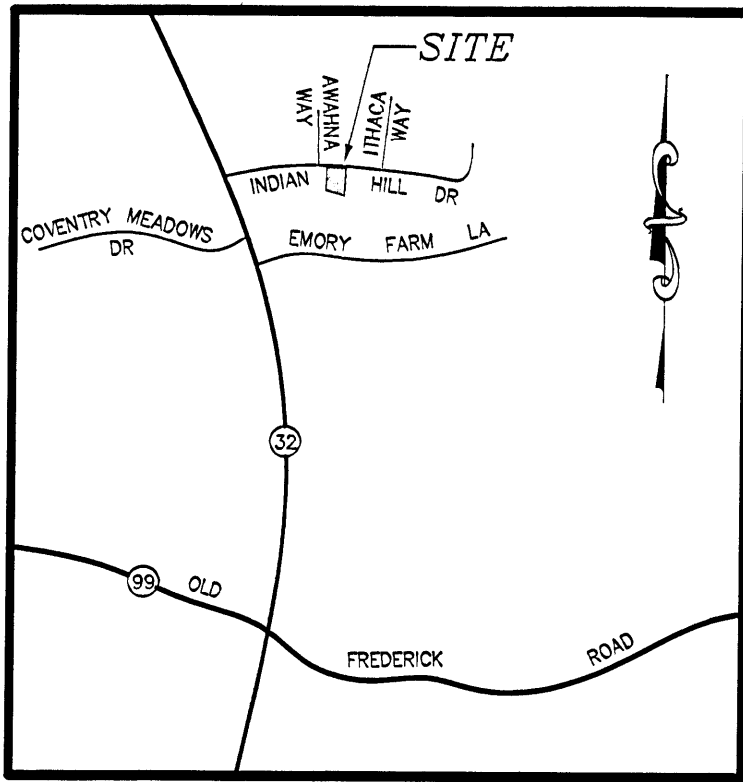 SITE
AWAHNA
WAY
ITHACA
WAY
INDIAN HILL DR
COVENTRY MEADOWS
DR
EMORY FARM LA
32
99
OLD FREDERICK ROAD